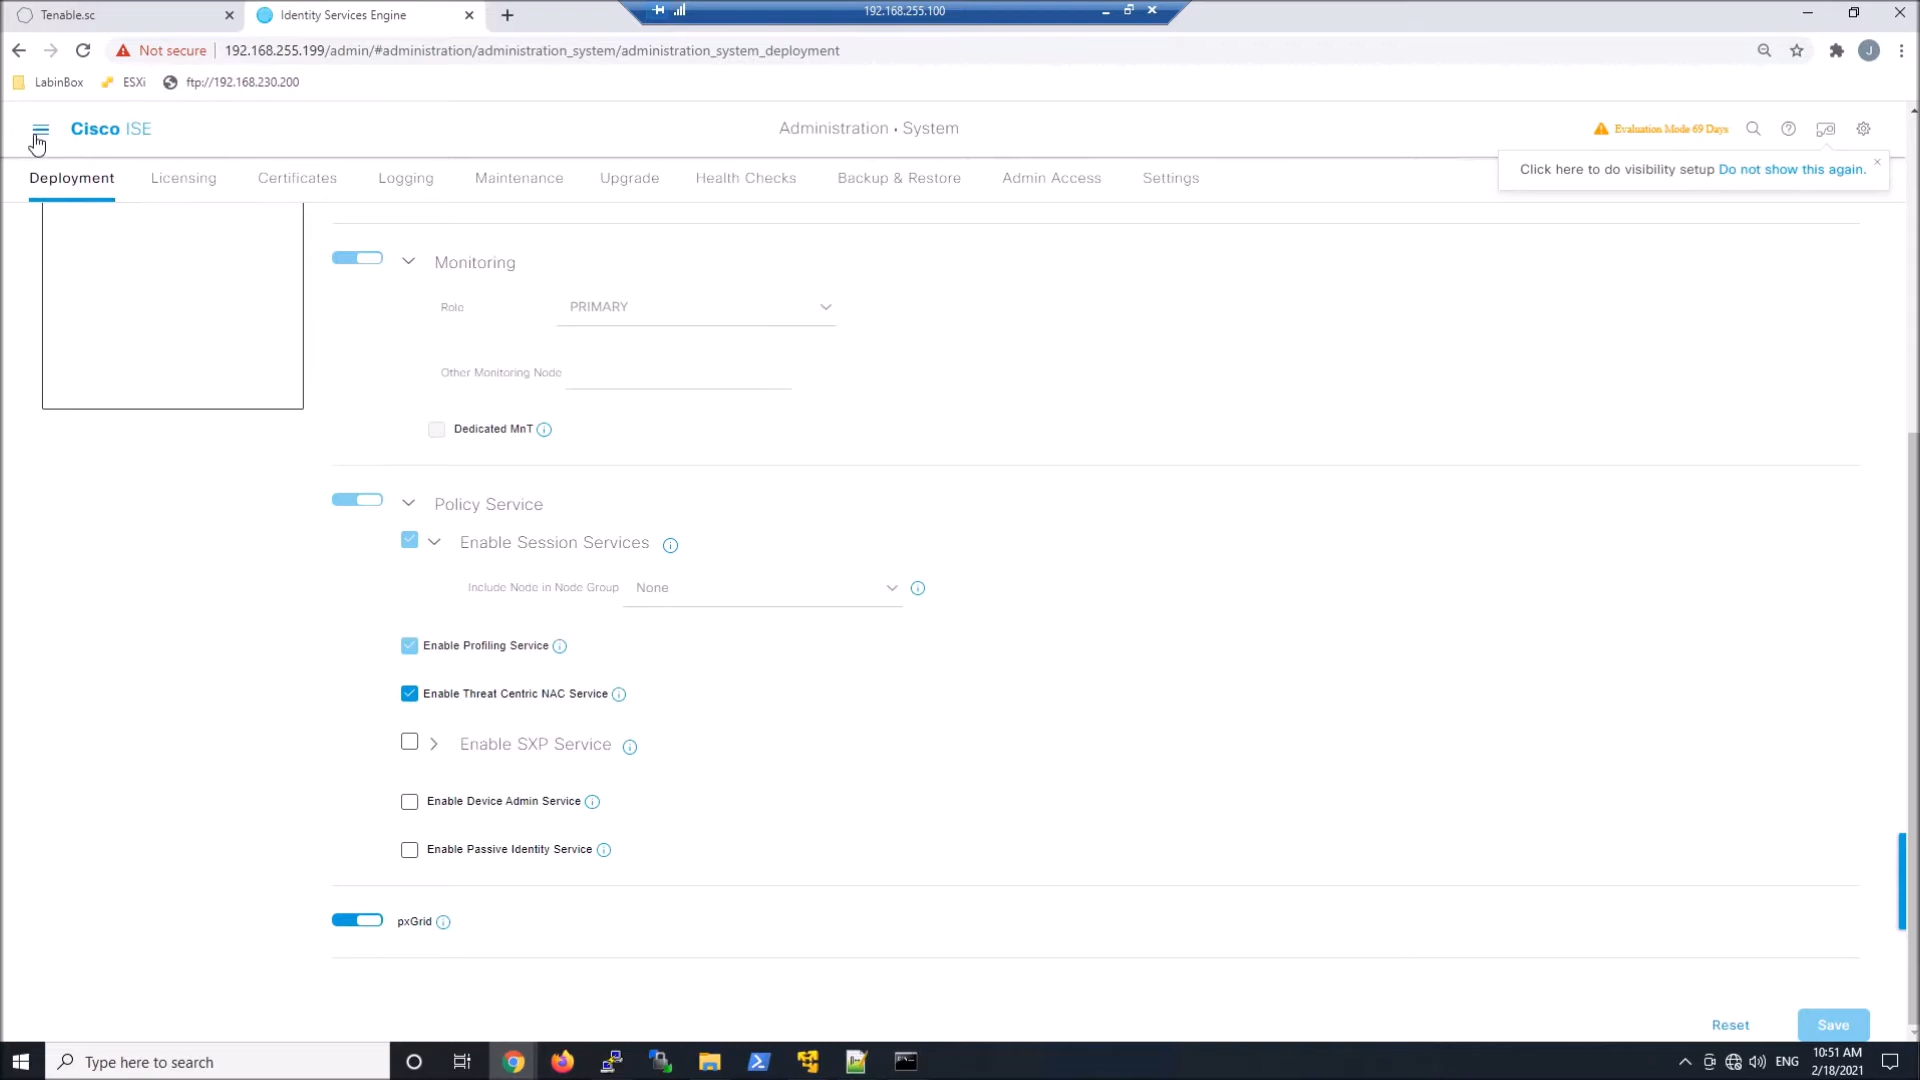 Tenable.sc
Identity Services Engine
192.168.255.100
Not secure
192.168.255.199/admin/#administration/administration_system/administration_system_deployment
J
LabinBox
ESXi
ftp://192.168.230.200
Cisco ISE
Administration • System
Evaluation Mode 69 Days
Click here to do visibility setup Do not show this again.
Deployment
Licensing
Certificates
Logging
Maintenance
Upgrade
Health Checks
Backup & Restore
Admin Access
Settings
Monitoring
Role
PRIMARY
Other Monitoring Node
Dedicated MnT
Policy Service
Enable Session Services
Include Node in Node Group
None
Enable Profiling Service
Enable Threat Centric NAC Service
Enable SXP Service
Enable Device Admin Service
Enable Passive Identity Service
pxGrid
Reset
Save
Type here to search
ENG
10:51 AM
2/18/2021